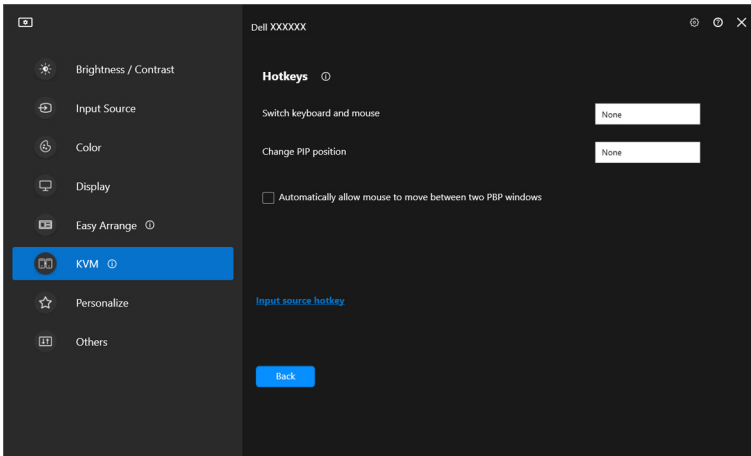 Dell XXXXXX
Brightness / Contrast
Input Source
Color
Display
Easy Arrange
KVM
Personalize
Others
Hotkeys
Switch keyboard and mouse
None
Change PIP position
None
Automatically allow mouse to move between two PBP windows
Input source hotkey
Back